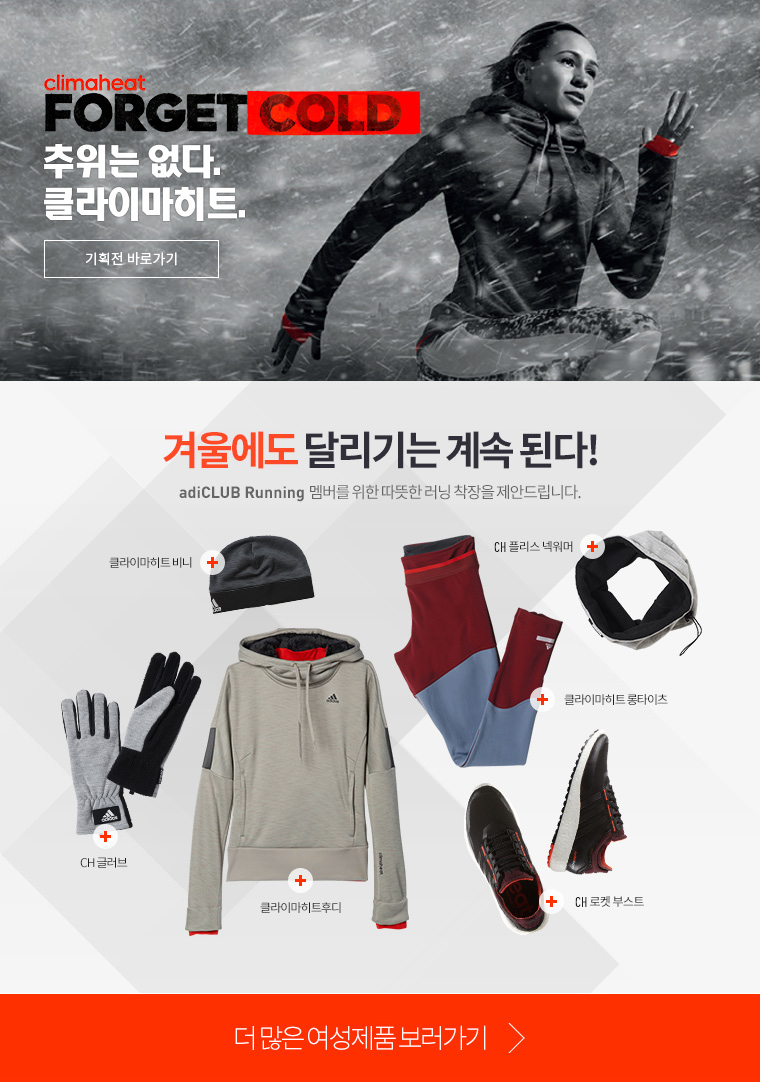 climaheat
FORGET COLD
추위는 없다.
클라이마히트.
기획전 바로가기
겨울에도 달리기는 계속 된다!
adiCLUB Running 멤버를 위한 따뜻한 러닝 착장을 제안드립니다.
클라이마히트 비니
CH 플리스 넥워머
adidas
클라이마히트 롱타이츠
adidas
CH 글러브
클라이마히트후디
CH 로켓 부스트
더 많은 여성제품 보러가기